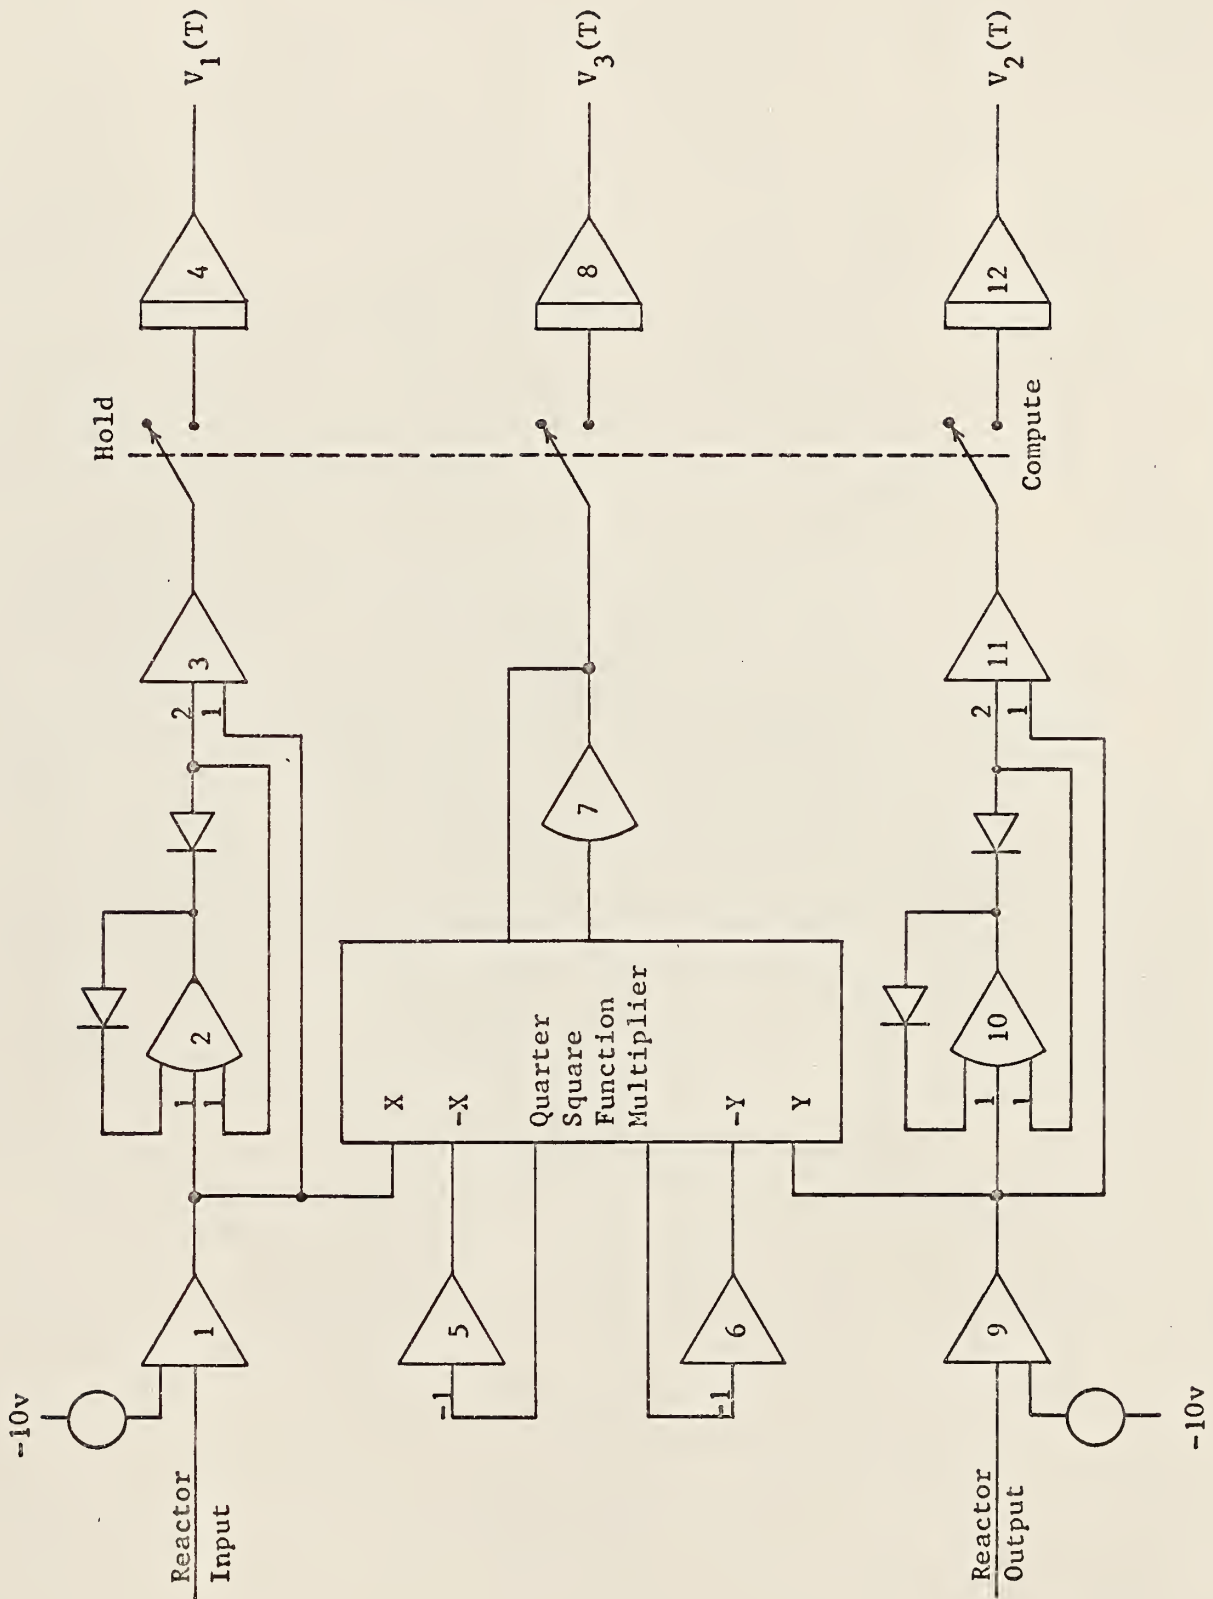 -10v
Reactor
Input
1
1
1
2
2
1
3
Hold
4
V1(T)
X
-X
Quarter
Square
Function
Multiplier
-Y
Y
-1
5
-1
6
7
8
V3(T)
Reactor
Output
-10v
9
1
1
10
2
1
11
Compute
12
V2(T)